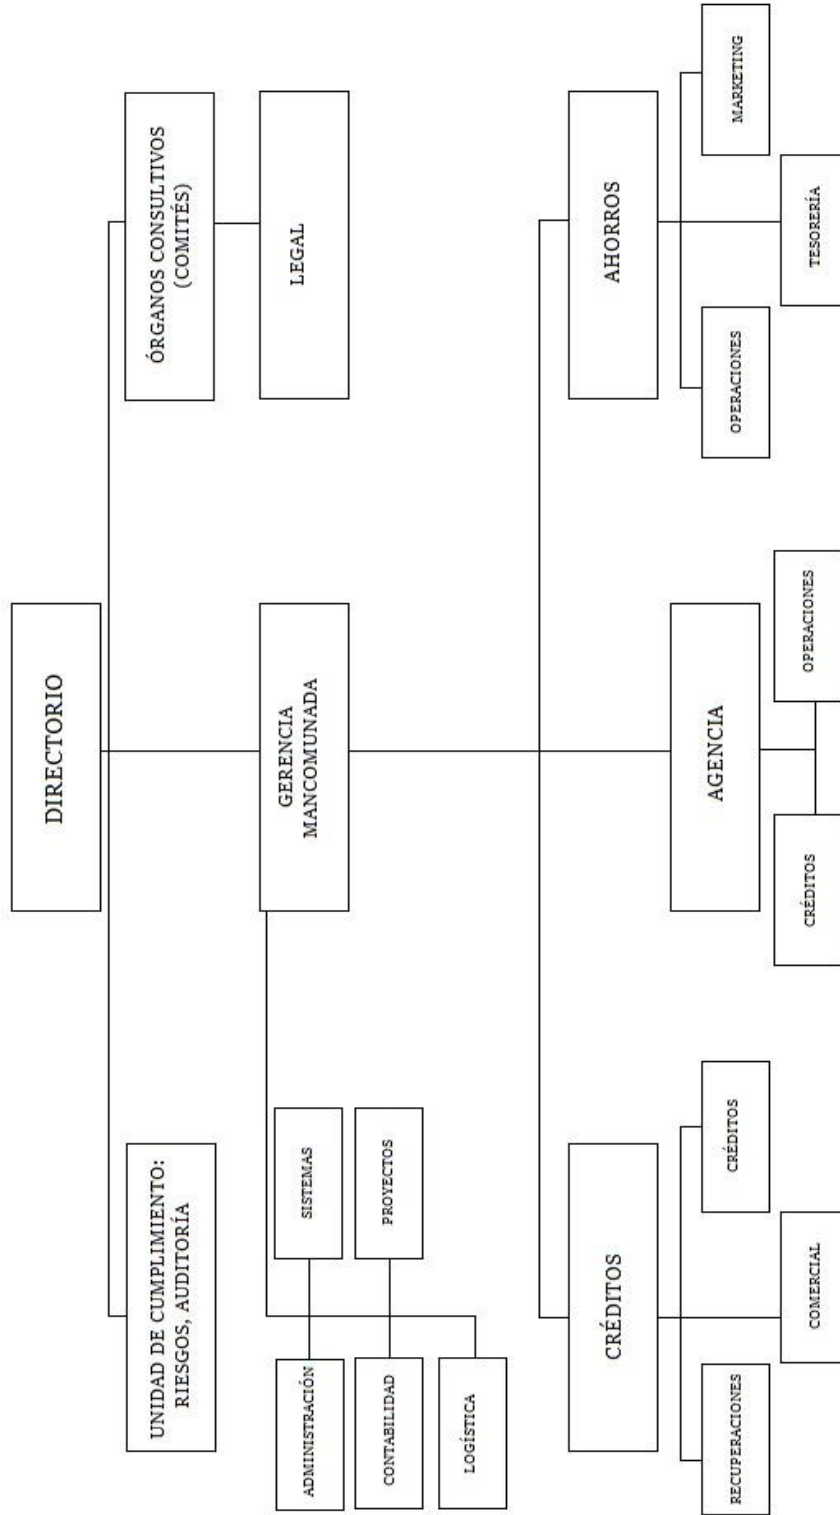 DIRECTORIO
UNIDAD DE CUMPLIMIENTO:
RIESGOS, AUDITORÍA
ÓRGANOS CONSULTIVOS
(COMITÉS)
GERENCIA
MANCOMUNADA
LEGAL
ADMINISTRACIÓN
SISTEMAS
CONTABILIDAD
PROYECTOS
LOGÍSTICA
CRÉDITOS
AGENCIA
AHORROS
RECUPERACIONES
COMERCIAL
CRÉDITOS
CRÉDITOS
OPERACIONES
OPERACIONES
TESORERÍA
MARKETING